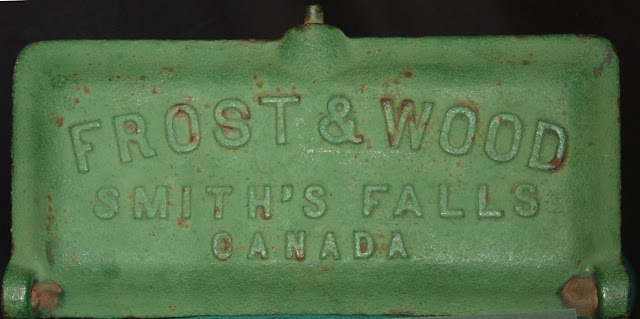 FROST & WOOD
SMITH'S FALLS
CANADA